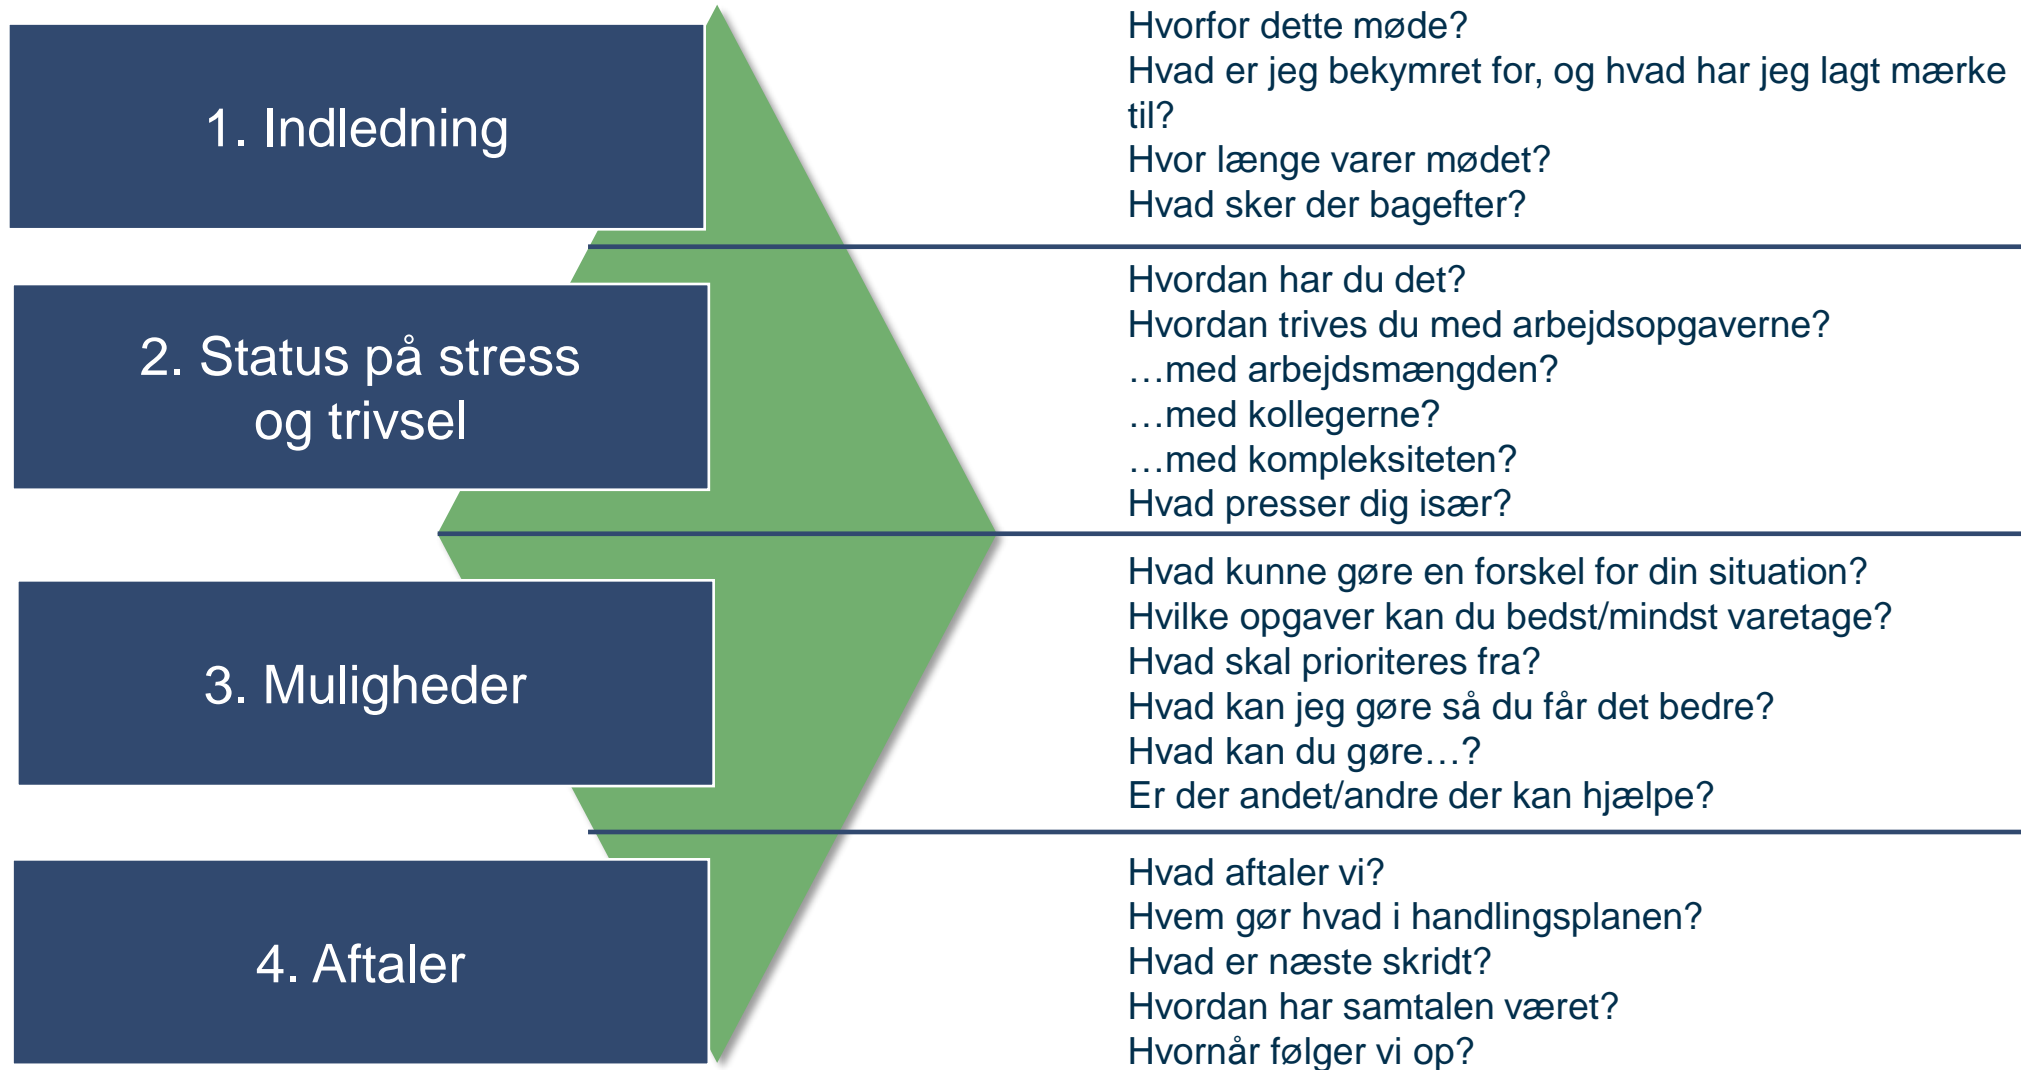 1. Indledning
Hvorfor dette møde?
Hvad er jeg bekymret for, og hvad har jeg lagt mærke
til?
Hvor længe varer mødet?
Hvad sker der bagefter?
2. Status på stress
og trivsel
Hvordan har du det?
Hvordan trives du med arbejdsopgaverne?
…med arbejdsmængden?
…med kollegerne?
…med kompleksiteten?
Hvad presser dig især?
3. Muligheder
Hvad kunne gøre en forskel for din situation?
Hvilke opgaver kan du bedst/mindst varetage?
Hvad skal prioriteres fra?
Hvad kan jeg gøre så du får det bedre?
Hvad kan du gøre…?
Er der andet/andre der kan hjælpe?
4. Aftaler
Hvad aftaler vi?
Hvem gør hvad i handlingsplanen?
Hvad er næste skridt?
Hvordan har samtalen været?
Hvornår følger vi op?